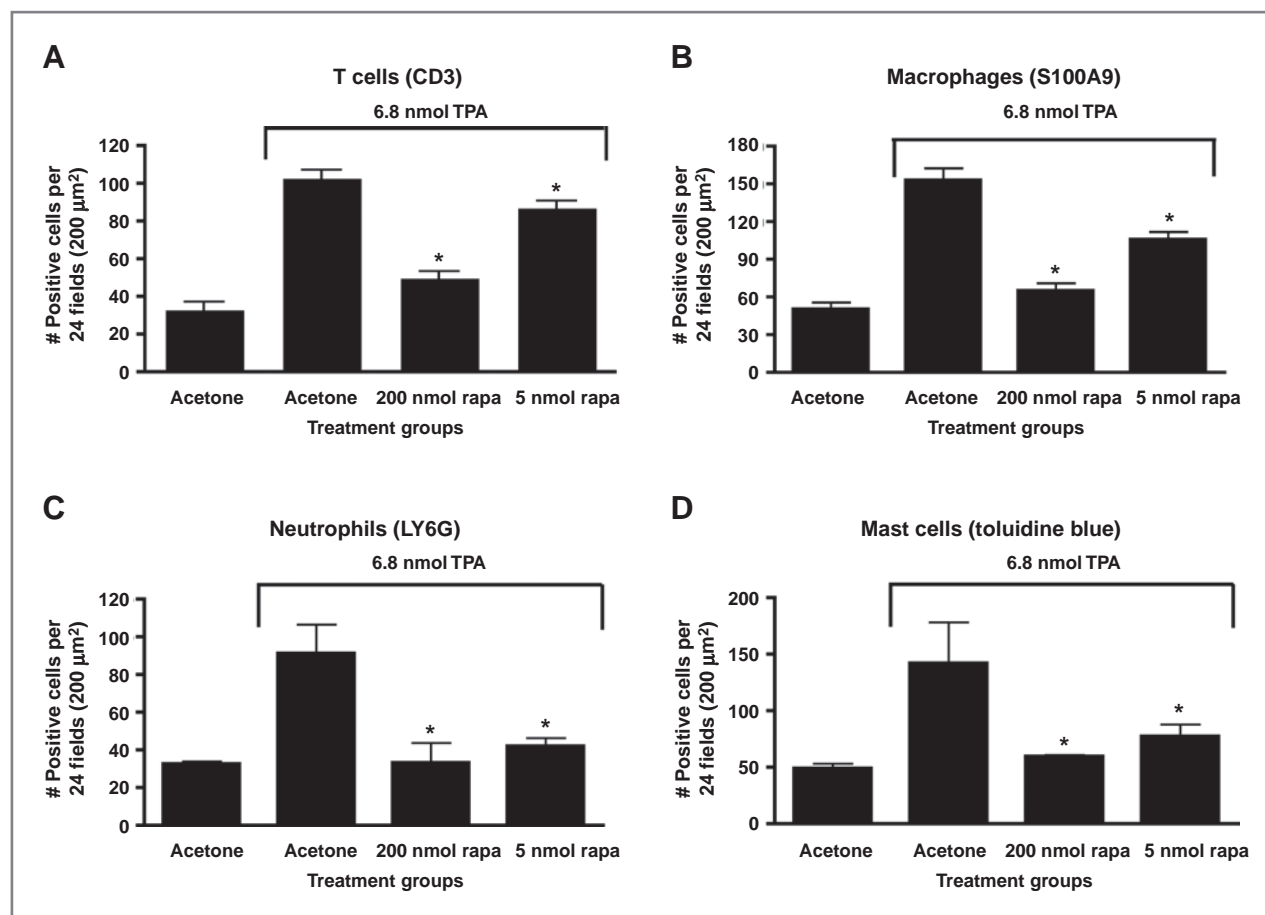 A
T cells (CD3)
6.8 nmol TPA
# Positive cells per
24 fields (200 μm²)
120
100
80
60
40
20
0
*
*
Acetone Acetone 200 nmol rapa 5 nmol rapa
Treatment groups
B
Macrophages (S100A9)
6.8 nmol TPA
# Positive cells per
24 fields (200 μm²)
180
150
120
90
60
30
0
*
*
Acetone Acetone 200 nmol rapa 5 nmol rapa
Treatment groups
C
Neutrophils (LY6G)
6.8 nmol TPA
# Positive cells per
24 fields (200 μm²)
120
100
80
60
40
20
0
*
*
Acetone Acetone 200 nmol rapa 5 nmol rapa
Treatment groups
D
Mast cells (toluidine blue)
6.8 nmol TPA
# Positive cells per
24 fields (200 μm²)
200
150
100
50
0
*
*
Acetone Acetone 200 nmol rapa 5 nmol rapa
Treatment groups